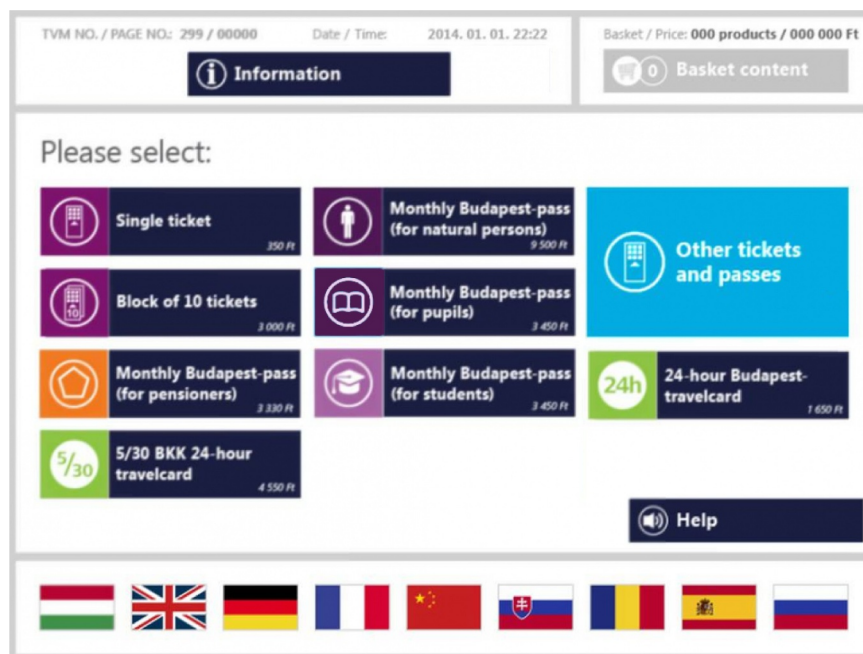 TVM NO. / PAGE NO.: 299 / 00000
Date / Time: 2014. 01. 01. 22:22
Basket / Price: 000 products / 000 000 Ft
Information
0 Basket content
Please select:
Single ticket
350 Ft
Monthly Budapest-pass
(for natural persons)
9 500 Ft
Other tickets
and passes
10
Block of 10 tickets
3 000 Ft
Monthly Budapest-pass
(for pupils)
3 450 Ft
Monthly Budapest-pass
(for pensioners)
3 330 Ft
Monthly Budapest-pass
(for students)
3 450 Ft
24h
24-hour Budapest-
travelcard
1 650 Ft
5/30
5/30 BKK 24-hour
travelcard
4 550 Ft
Help